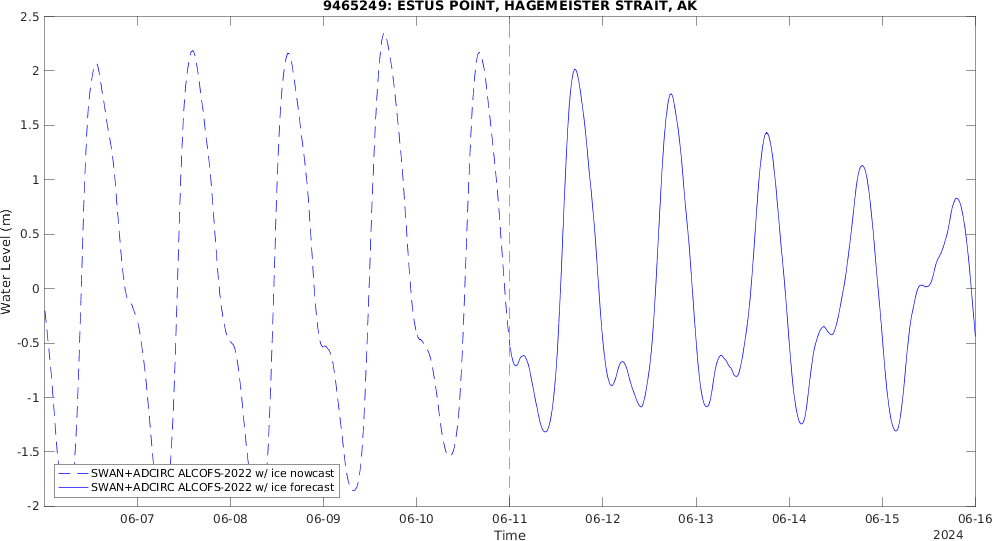 9465249: ESTUS POINT, HAGEMEISTER STRAIT, AK
2.5
2
1.5
1
0.5
0
-0.5
-1
-1.5
-2
Water Level (m)
SWAN+ADCIRC ALCOFS-2022 w/ ice nowcast
SWAN+ADCIRC ALCOFS-2022 w/ ice forecast
06-07 06-08 06-09 06-10 06-11 06-12 06-13 06-14 06-15 06-16
Time
2024